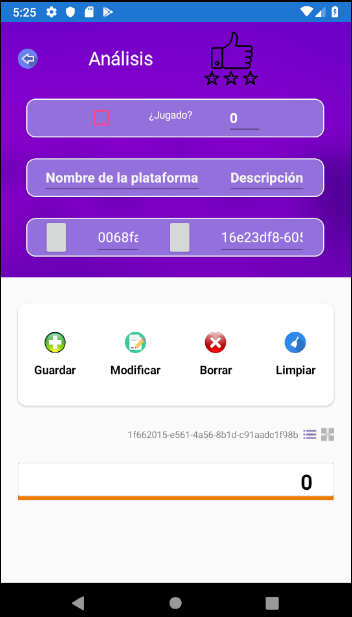 5:25
Análisis
¿Jugado? 0
Nombre de la plataforma Descripción
0068fa 16e23df8-605
Guardar Modificar Borrar Limpiar
1f662015-e561-4a56-8b1d-c91aadc1f98b
0